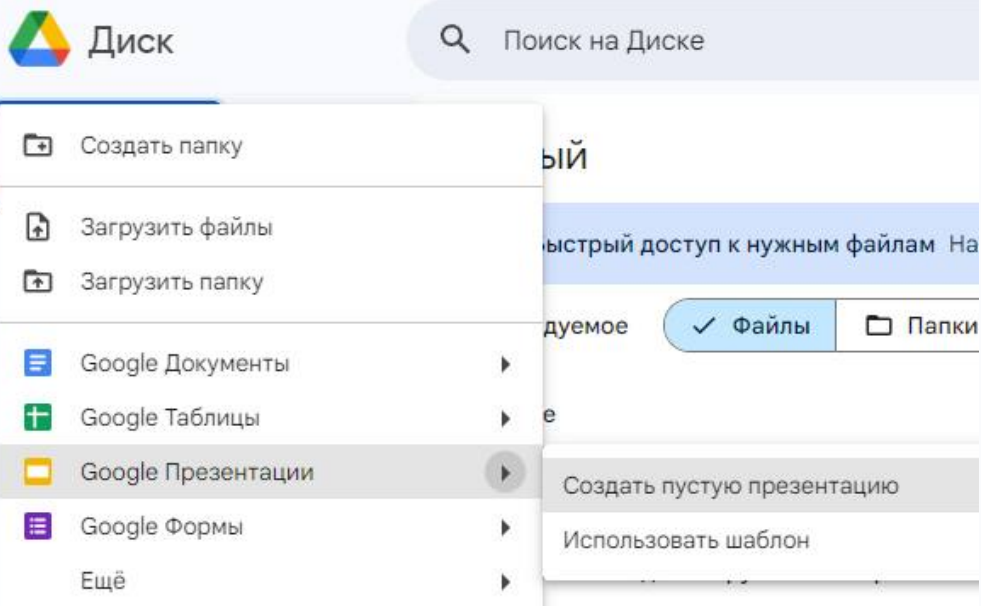 Диск
Поиск на Диске
Создать папку
ый
Загрузить файлы
ыстрый доступ к нужным файлам На
Загрузить папку
дуемое
Файлы
Папки
Google Документы
Google Таблицы
е
Google Презентации
Создать пустую презентацию
Google Формы
Использовать шаблон
Ещё